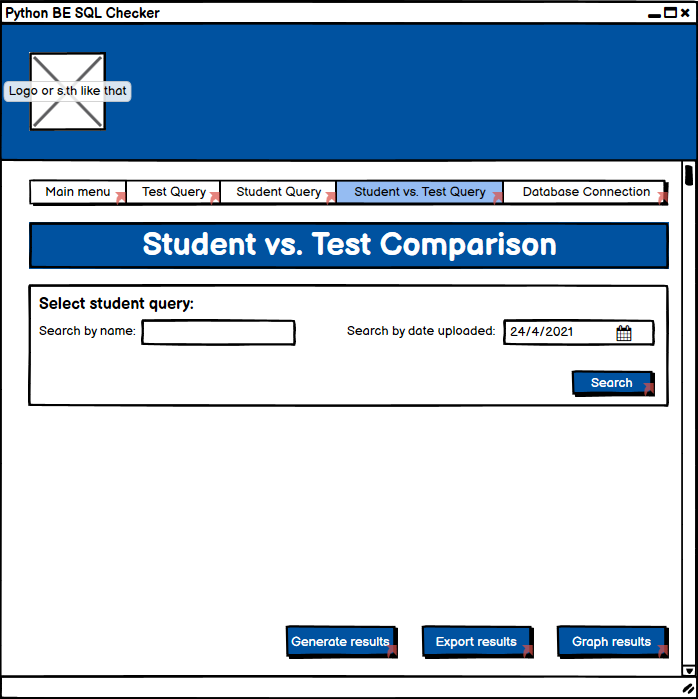 Python BE SQL Checker
Logo or s.th like that
Main menu Test Query Student Query Student vs. Test Query Database Connection
Student vs. Test Comparison
Select student query:
Search by name: Search by date uploaded: 24/4/2021
Search
Generate results Export results Graph results